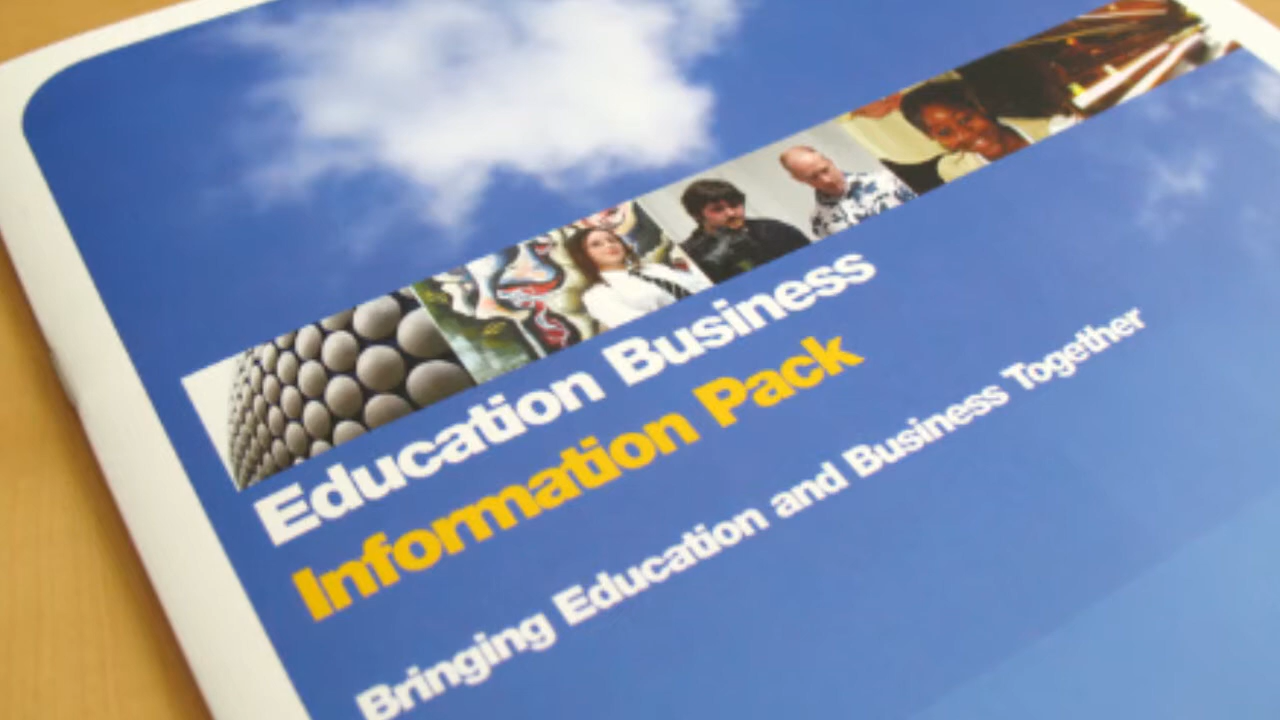 Education Business
Information Pack
Bringing Education and Business Together